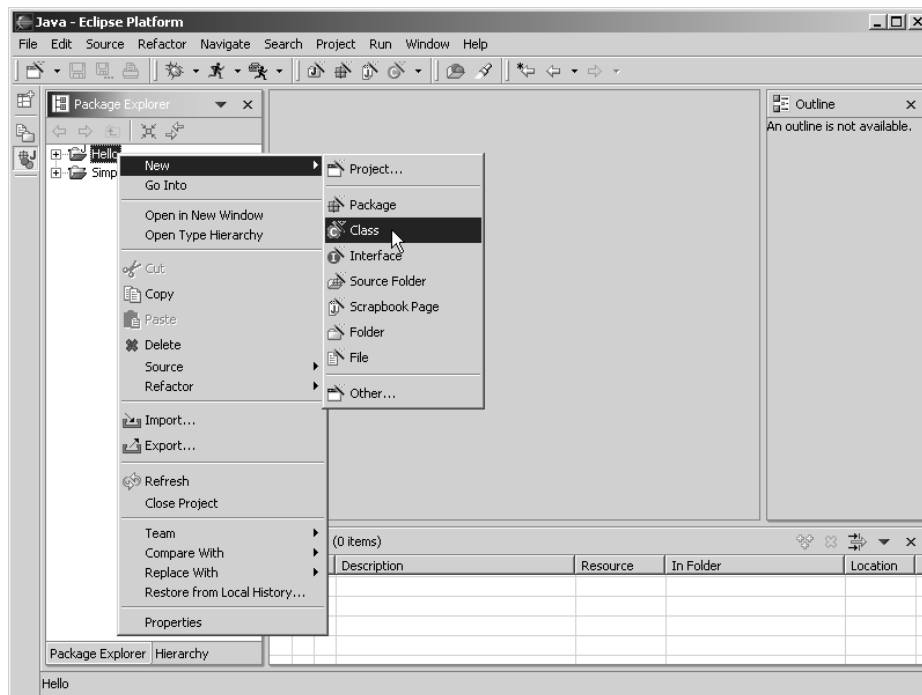 Java - Eclipse Platform
File Edit Source Refactor Navigate Search Project Run Window Help
Package Explorer
Outline
An outline is not available.
Hello
Simp
New
Go Into
Open in New Window
Open Type Hierarchy
Cut
Copy
Paste
Delete
Source
Refactor
Import...
Export...
Refresh
Close Project
Team
Compare With
Replace With
Restore from Local History...
Properties
Project...
Package
Class
Interface
Source Folder
Scrapbook Page
Folder
File
Other...
(0 items)
Description Resource In Folder Location
Package Explorer Hierarchy
Hello